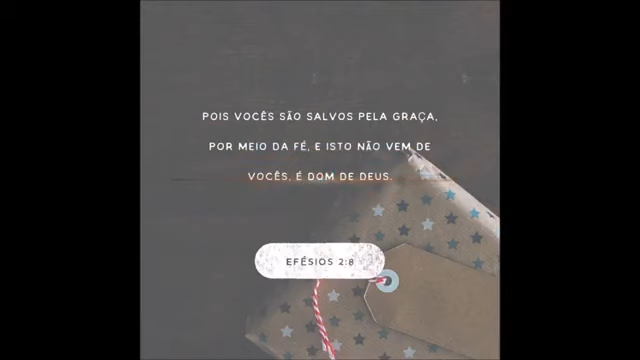 POIS VOCÊS SÃO SALVOS PELA GRAÇA,
POR MEIO DA FÉ, E ISTO NÃO VEM DE
VOCÊS, É DOM DE DEUS.
EFÉSIOS 2:8